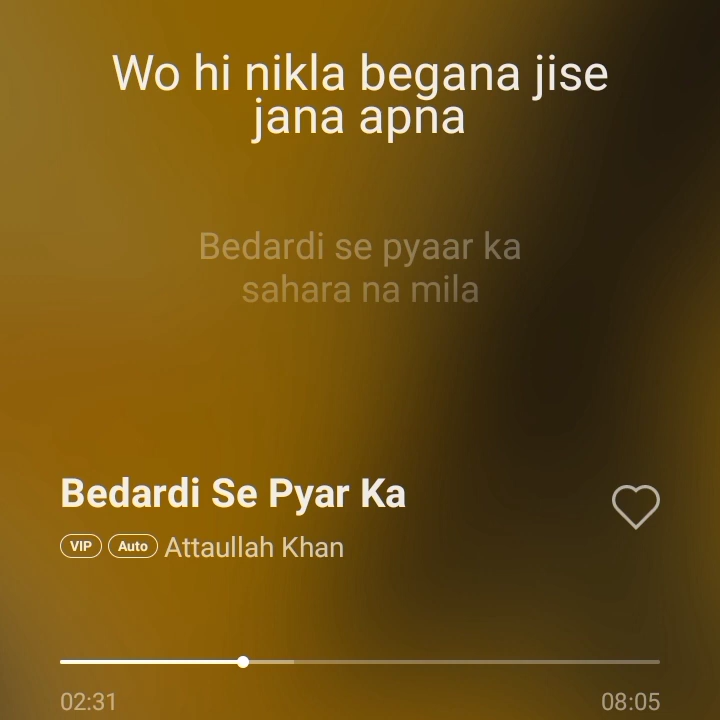 Wo hi nikla begana jise
jana apna
Bedardi se pyaar ka
sahara na mila
Bedardi Se Pyar Ka
VIP Auto Attaullah Khan
02:31 08:05